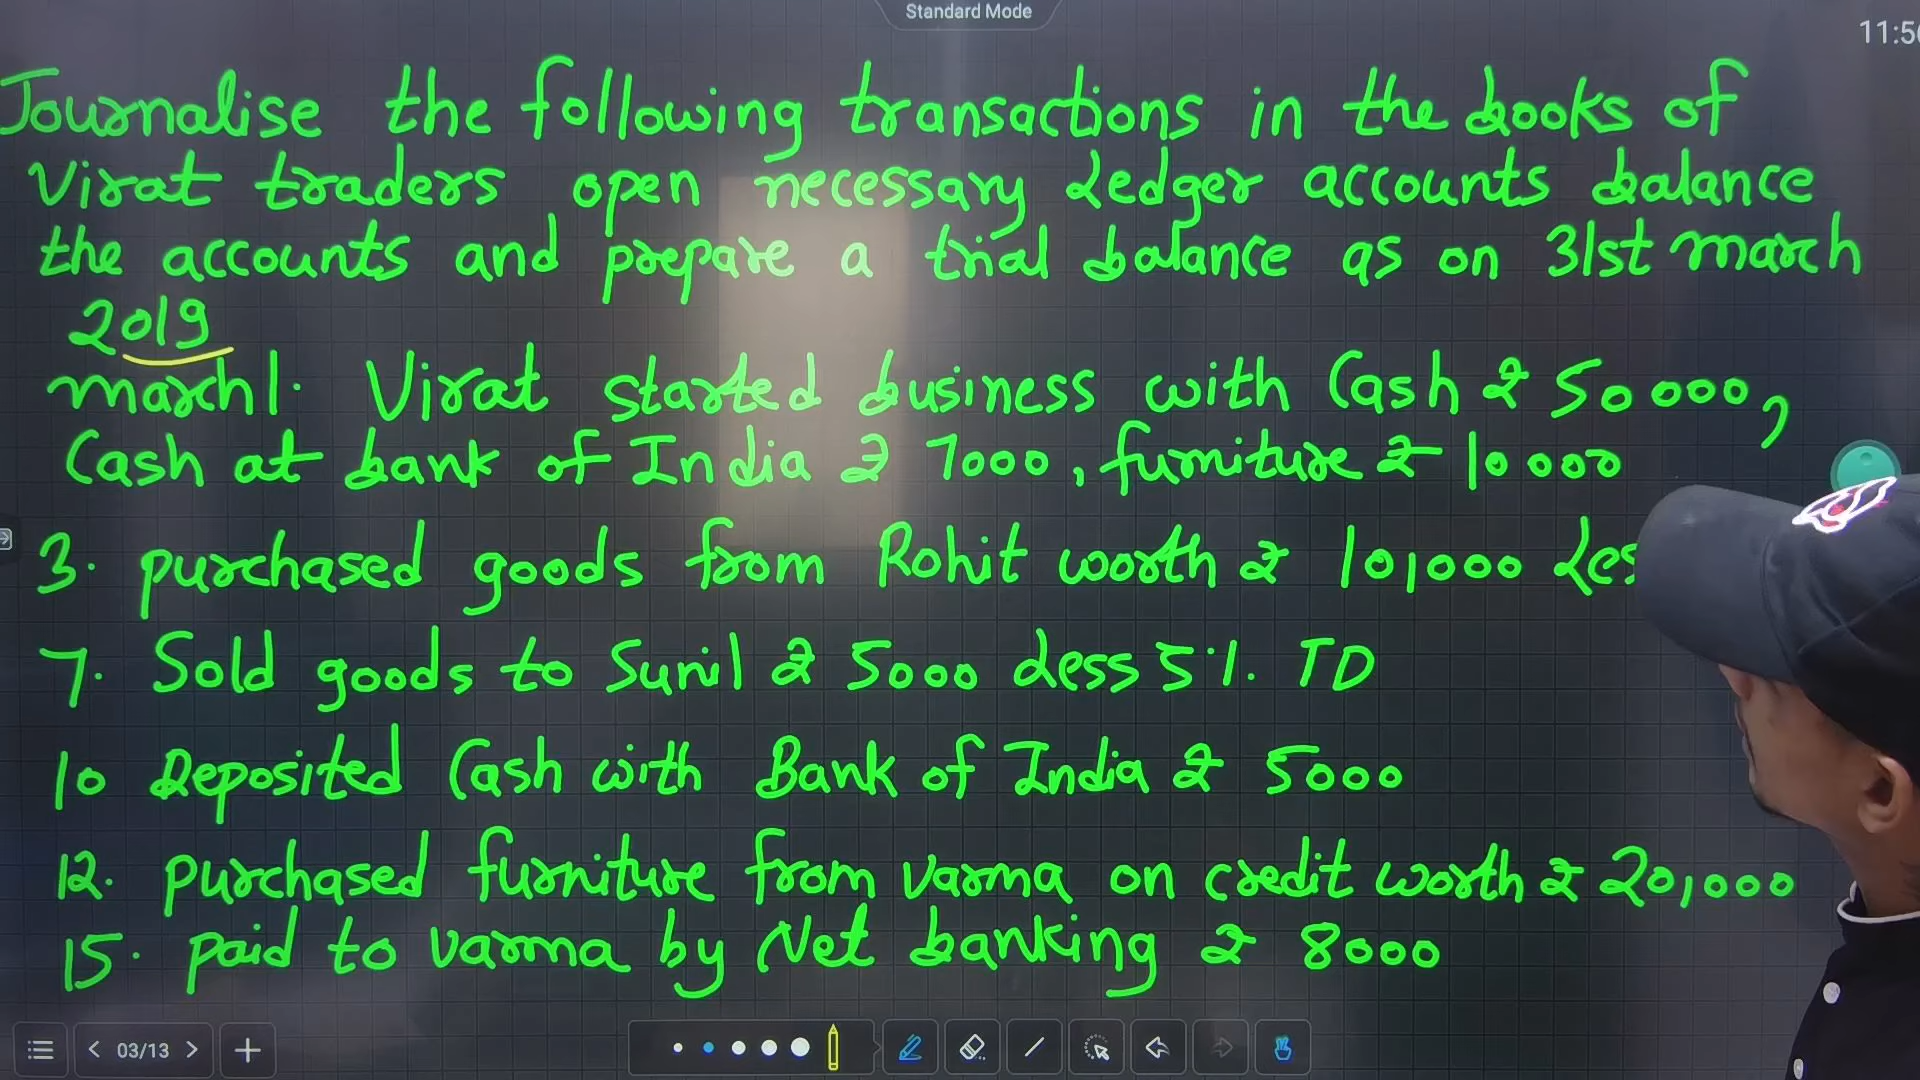 Standard Mode
11:5
Journalise the following transactions in the books of
Virat traders open necessary Ledger accounts balance
the accounts and prepare a trial balance as on 31st march
2019
march 1. Virat started business with Cash ₹ 50000,
Cash at bank of India ₹ 7000, furniture ₹ 10000
3. purchased goods from Rohit worth ₹ 10,000 Les
7. Sold goods to Sunil ₹ 5000 Less 5%. TD
10 Deposited Cash with Bank of India ₹ 5000
12. purchased furniture from varma on credit worth ₹ 20,000
15. paid to varma by Net banking ₹ 8000
03/13